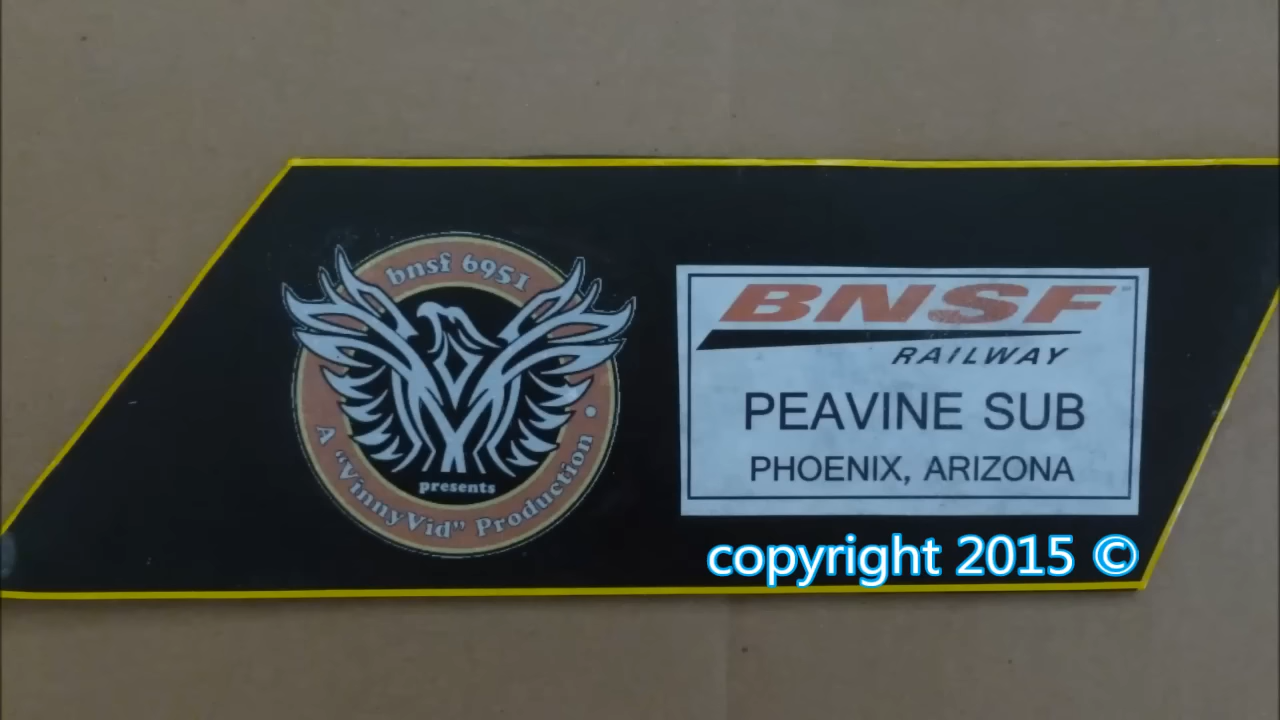 bnsf 6951
presents
A "VinnyVid" Production •
BNSF
RAILWAY
PEAVINE SUB
PHOENIX, ARIZONA
copyright 2015 ©